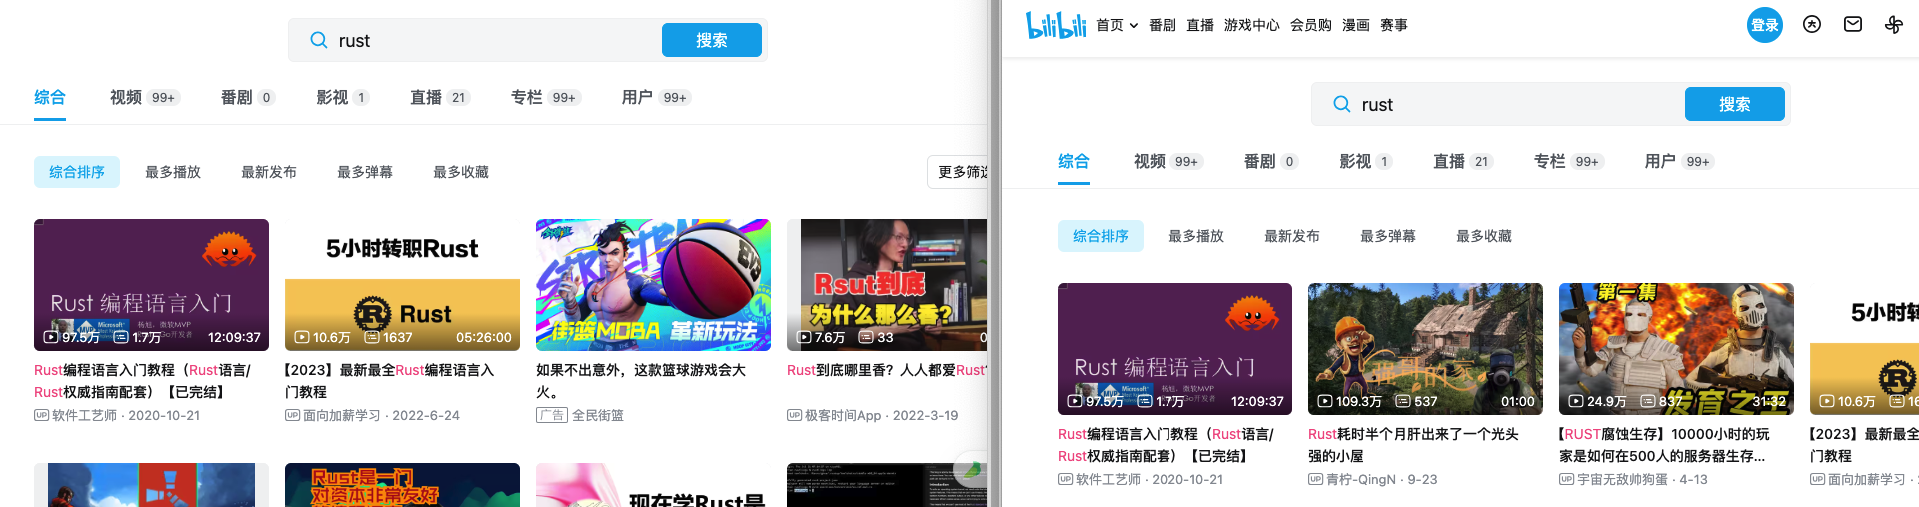 rust
搜索
综合
视频 99+
番剧 0
影视 1
直播 21
专栏 99+
用户 99+
综合排序
最多播放
最新发布
最多弹幕
最多收藏
更多筛选
Rust 编程语言入门
Microsoft
MVP
97.5万
1.7万
12:09:37
Rust编程语言入门教程（Rust语言/
Rust权威指南配套）【已完结】
UP 软件工艺师 · 2020-10-21
5小时转职Rust
Rust
10.6万
1637
05:26:00
【2023】最新最全Rust编程语言入
门教程
UP 面向加薪学习 · 2022-6-24
街篮MOBA 革新玩法
如果不出意外，这款篮球游戏会大
火。
广告 全民街篮
Rsut到底
为什么那么香?
7.6万
33
Rust到底哪里香？人人都爱Rust
UP 极客时间App · 2022-3-19
Rust是一门
对资本非常友好
现在学Rust是
bilibili
首页
番剧
直播
游戏中心
会员购
漫画
赛事
登录
rust
搜索
综合
视频 99+
番剧 0
影视 1
直播 21
专栏 99+
用户 99+
综合排序
最多播放
最新发布
最多弹幕
最多收藏
Rust 编程语言入门
Microsoft
杨旭，微软MVP
97.5万
1.7万
12:09:37
Rust编程语言入门教程（Rust语言/
Rust权威指南配套）【已完结】
UP 软件工艺师 · 2020-10-21
109.3万
537
01:00
Rust耗时半个月肝出来了一个光头
强的小屋
UP 青柠-QingN · 9-23
第一集
发育之王
24.9万
837
31:32
【RUST腐蚀生存】10000小时的玩
家是如何在500人的服务器生存...
UP 宇宙无敌帅狗蛋 · 4-13
5小时转
10.6万
【2023】最新最全
门教程
UP 面向加薪学习 ·